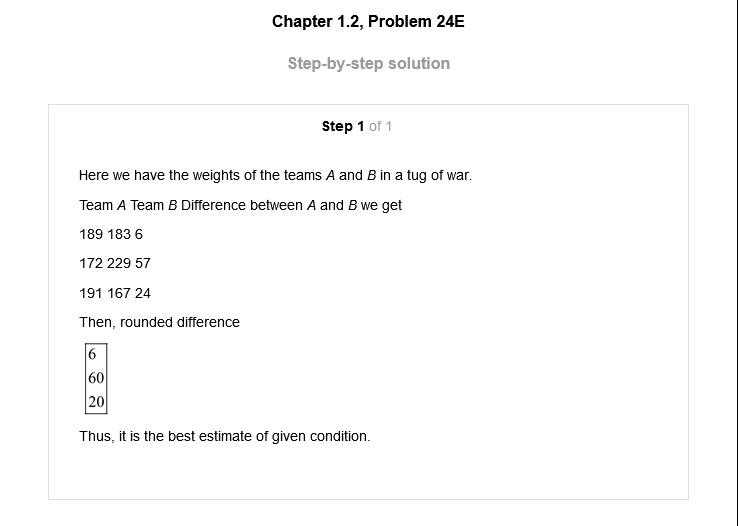 Chapter 1.2, Problem 24E
Step-by-step solution
Step 1 of 1
Here we have the weights of the teams A and B in a tug of war.
Team A Team B Difference between A and B we get
189 183 6
172 229 57
191 167 24
Then, rounded difference
6
60
20
Thus, it is the best estimate of given condition.